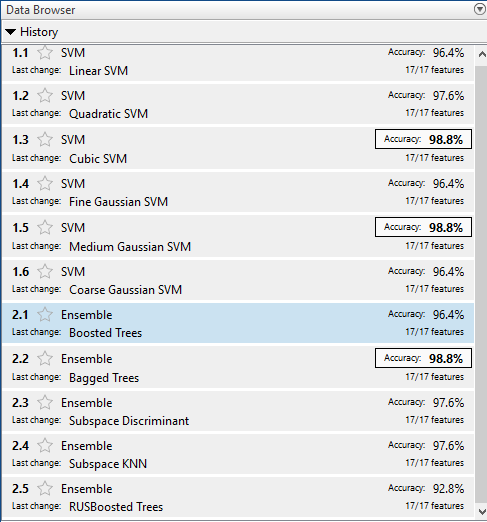 Data Browser
History
1.1 SVM Accuracy: 96.4%
Last change: Linear SVM 17/17 features
1.2 SVM Accuracy: 97.6%
Last change: Quadratic SVM 17/17 features
1.3 SVM Accuracy: 98.8%
Last change: Cubic SVM 17/17 features
1.4 SVM Accuracy: 96.4%
Last change: Fine Gaussian SVM 17/17 features
1.5 SVM Accuracy: 98.8%
Last change: Medium Gaussian SVM 17/17 features
1.6 SVM Accuracy: 96.4%
Last change: Coarse Gaussian SVM 17/17 features
2.1 Ensemble Accuracy: 96.4%
Last change: Boosted Trees 17/17 features
2.2 Ensemble Accuracy: 98.8%
Last change: Bagged Trees 17/17 features
2.3 Ensemble Accuracy: 97.6%
Last change: Subspace Discriminant 17/17 features
2.4 Ensemble Accuracy: 97.6%
Last change: Subspace KNN 17/17 features
2.5 Ensemble Accuracy: 92.8%
Last change: RUSBoosted Trees 17/17 features